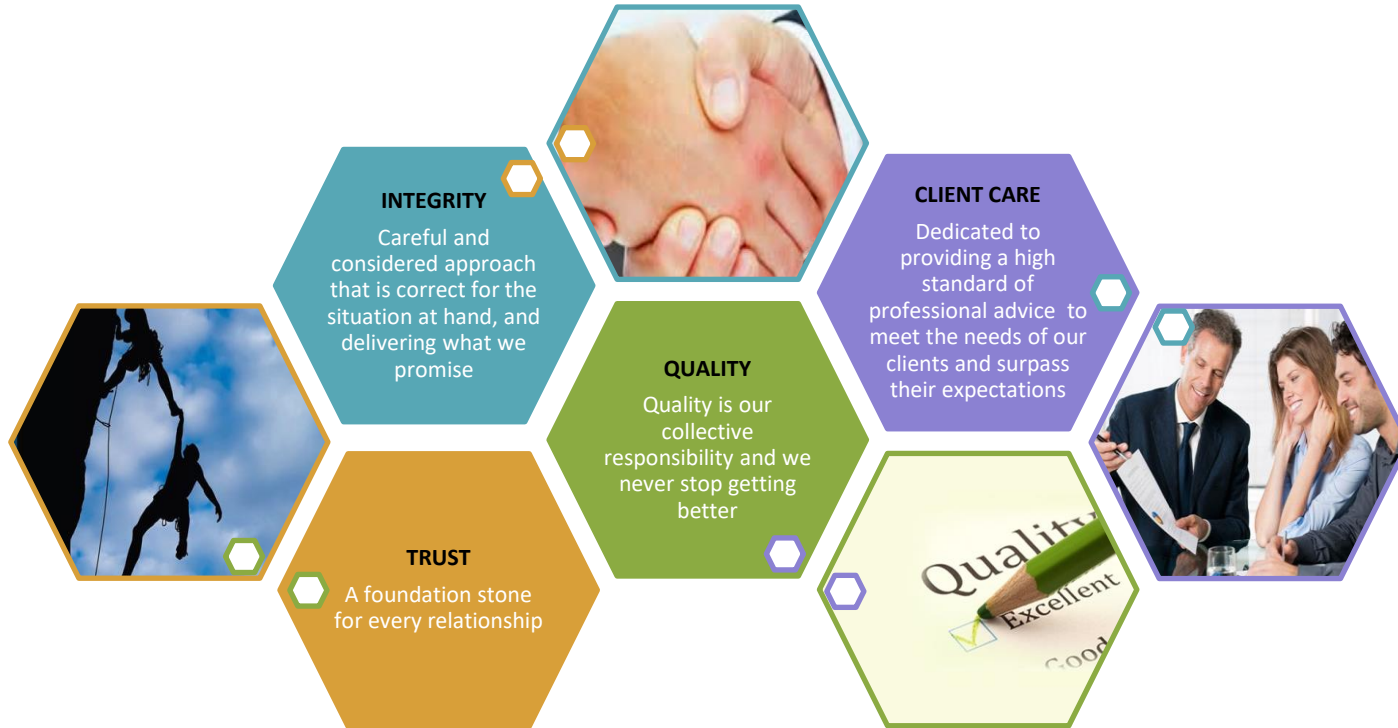 INTEGRITY
Careful and
considered approach
that is correct for the
situation at hand, and
delivering what we
promise
CLIENT CARE
Dedicated to
providing a high
standard of
professional advice to
meet the needs of our
clients and surpass
their expectations
QUALITY
Quality is our
collective
responsibility and we
never stop getting
better
TRUST
A foundation stone
for every relationship
Quality
Excellent
Good